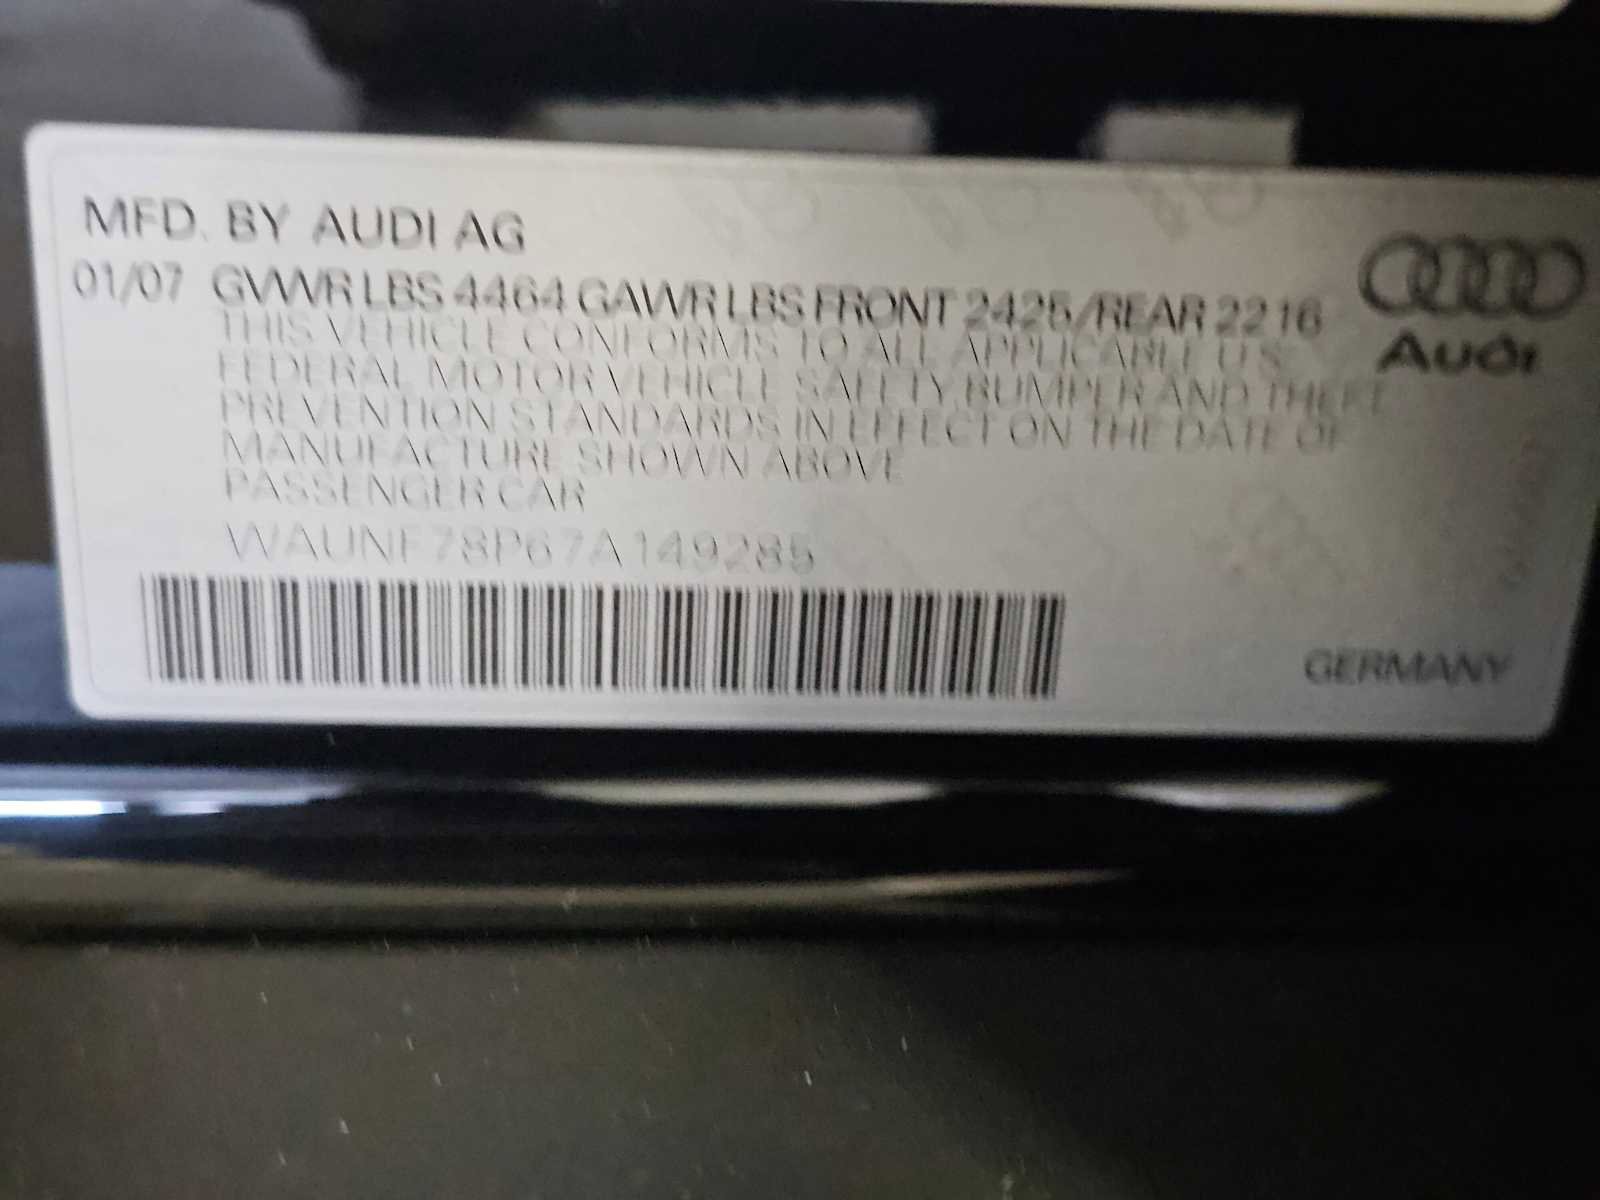 MFD. BY AUDI AG
01/07 GVWR LBS 4464 GAWR LBS FRONT 2425/REAR 2216
THIS VEHICLE CONFORMS TO ALL APPLICABLE U.S.
FEDERAL MOTOR VEHICLE SAFETY, BUMPER AND THEFT
PREVENTION STANDARDS IN EFFECT ON THE DATE OF
MANUFACTURE SHOWN ABOVE
PASSENGER CAR
WAUNF78P67A149285
Audi
GERMANY